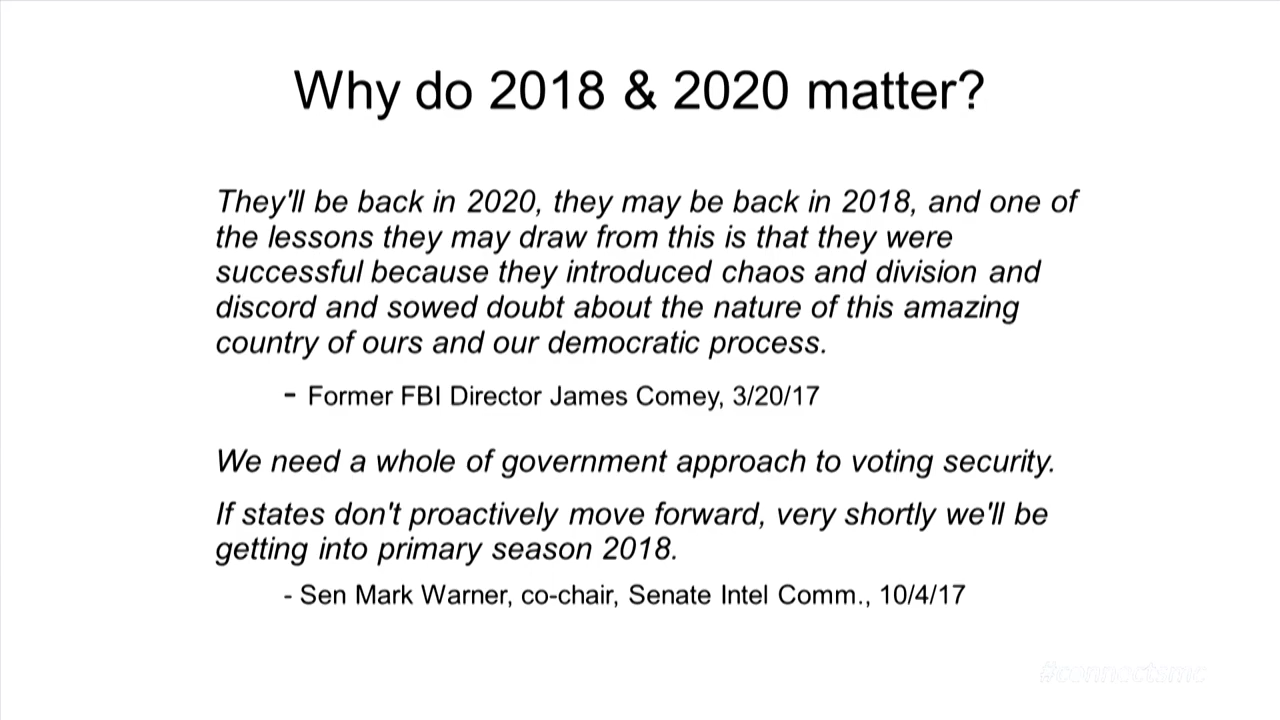 Why do 2018 & 2020 matter?
They'll be back in 2020, they may be back in 2018, and one of
the lessons they may draw from this is that they were
successful because they introduced chaos and division and
discord and sowed doubt about the nature of this amazing
country of ours and our democratic process.
- Former FBI Director James Comey, 3/20/17
We need a whole of government approach to voting security.
If states don't proactively move forward, very shortly we'll be
getting into primary season 2018.
- Sen Mark Warner, co-chair, Senate Intel Comm., 10/4/17
#connectsmc